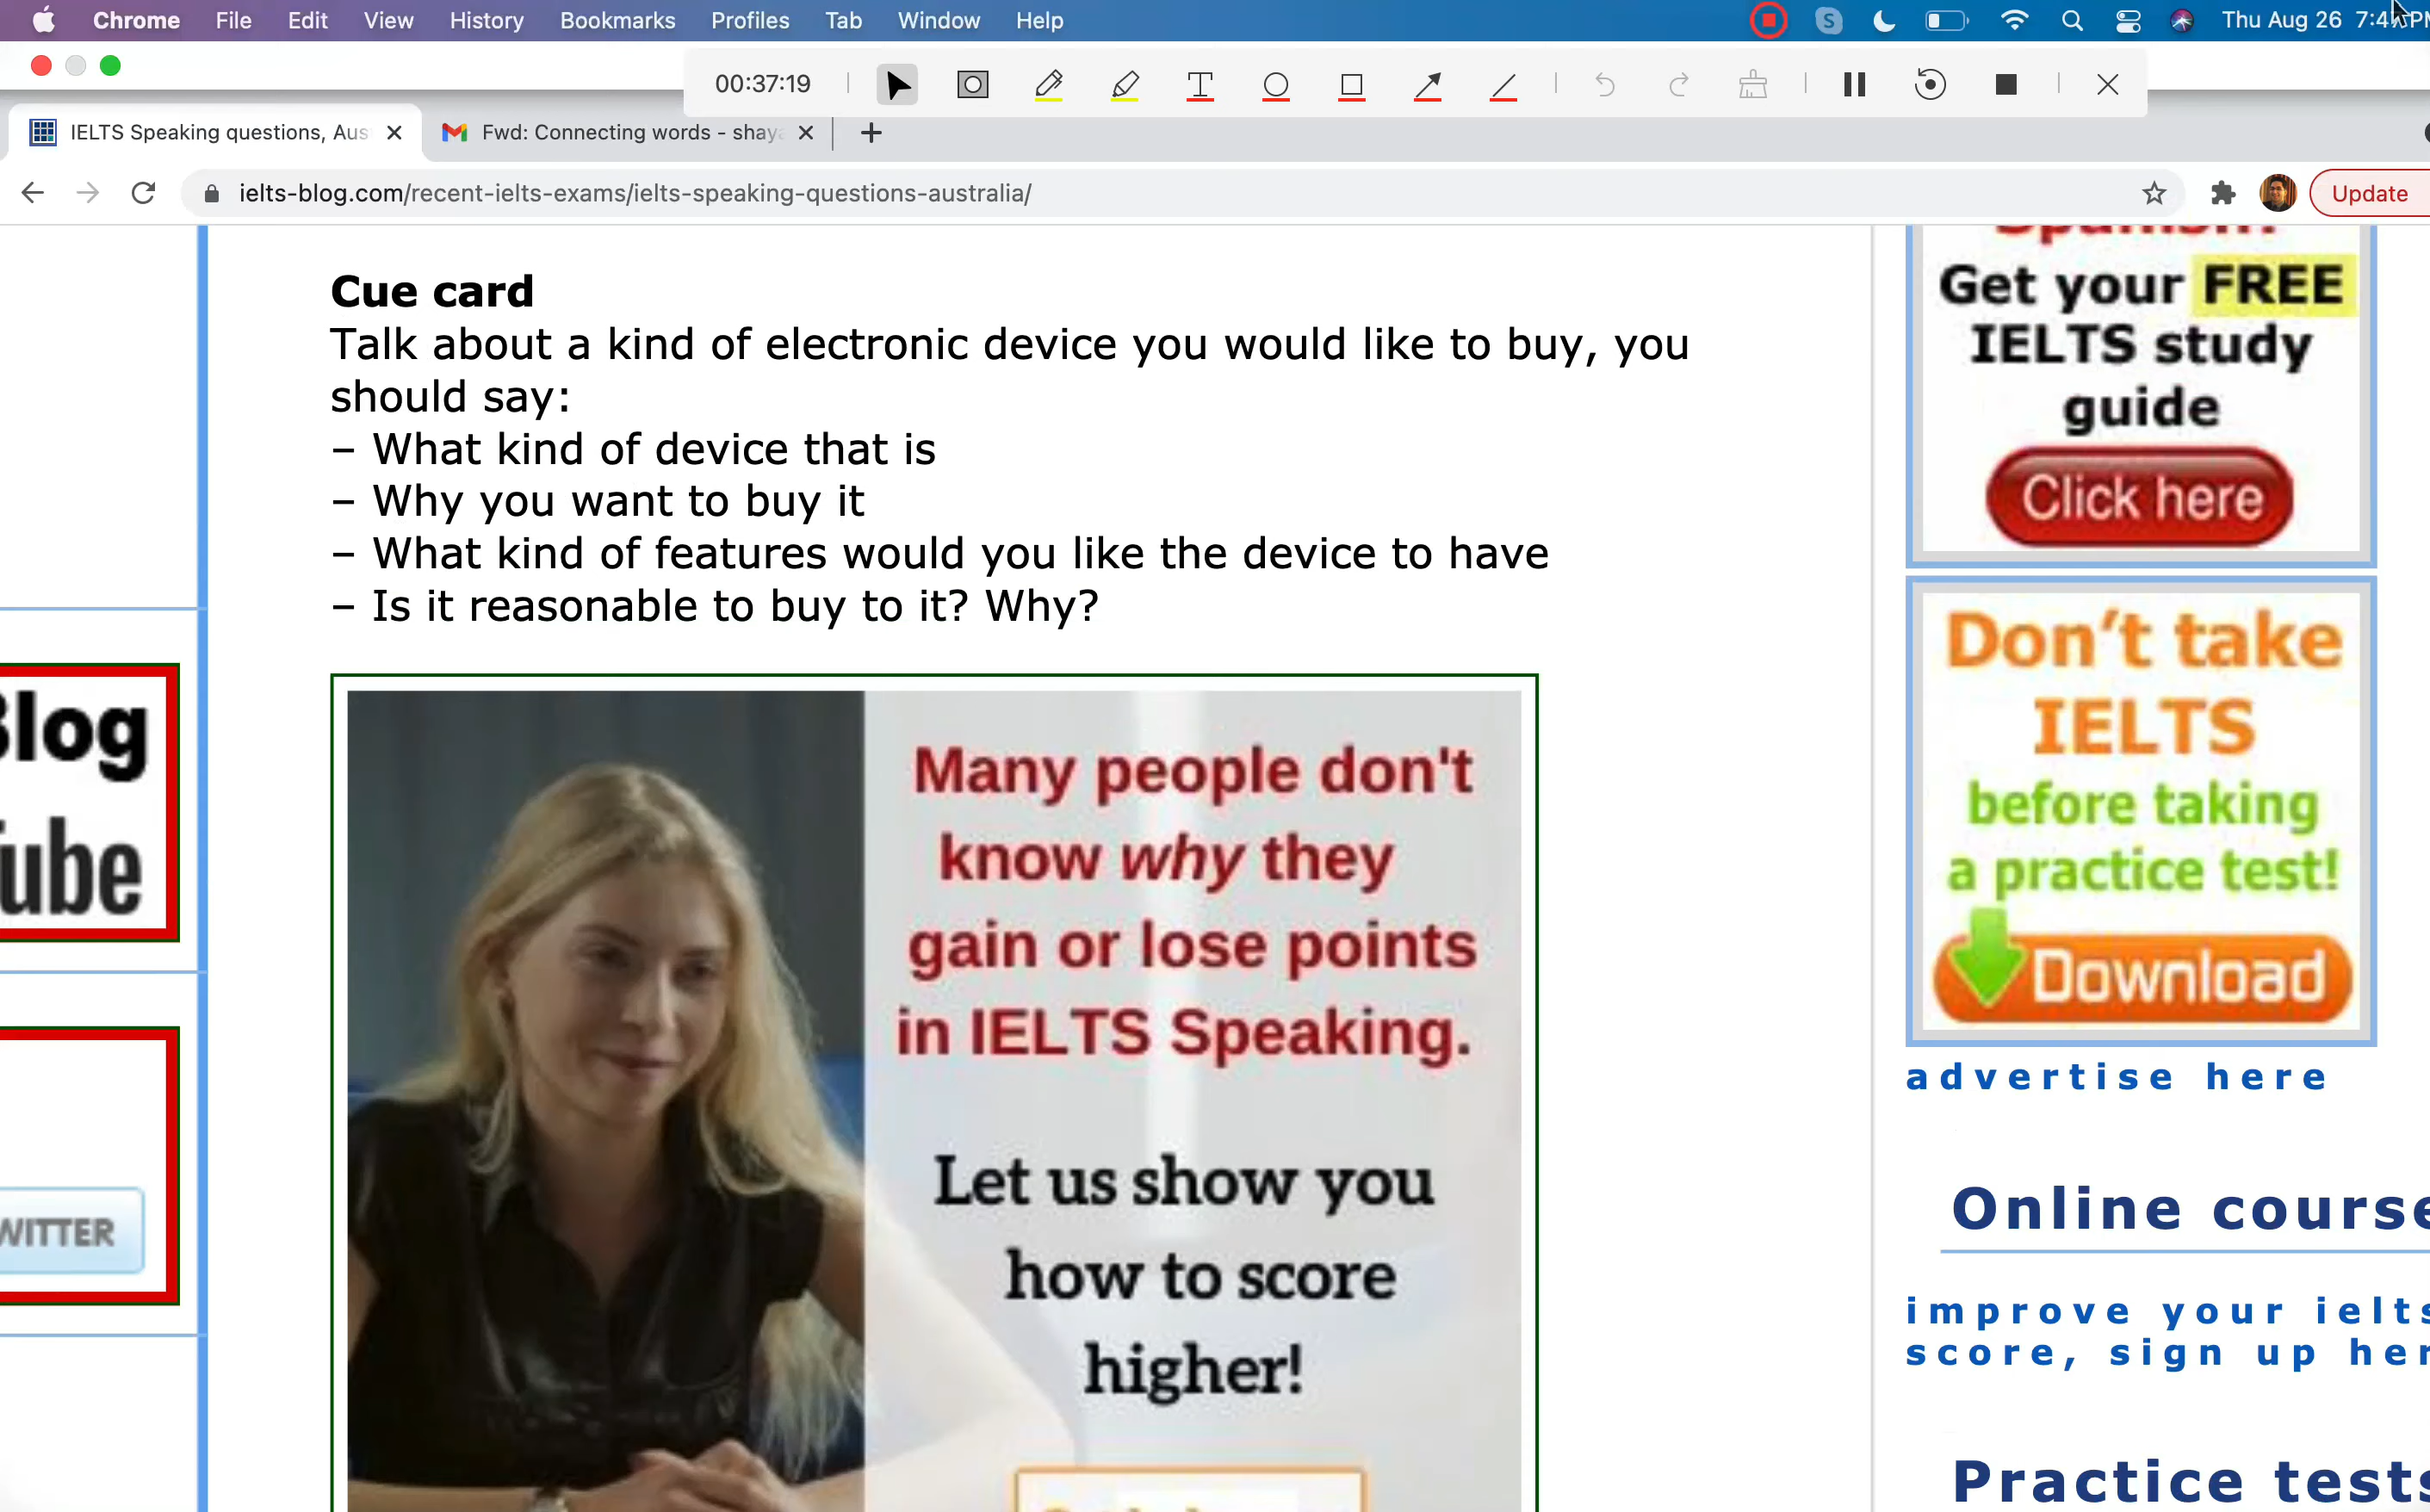 Chrome File Edit View History Bookmarks Profiles Tab Window Help
Thu Aug 26 7:4
00:37:19
IELTS Speaking questions, Aus
Fwd: Connecting words - shaya
ielts-blog.com/recent-ielts-exams/ielts-speaking-questions-australia/
Update
Cue card
Talk about a kind of electronic device you would like to buy, you
should say:
– What kind of device that is
– Why you want to buy it
– What kind of features would you like the device to have
– Is it reasonable to buy to it? Why?
Blog
Tube
WITTER
Many people don't
know why they
gain or lose points
in IELTS Speaking.
Let us show you
how to score
higher!
Spanish?
Get your FREE
IELTS study
guide
Click here
Don't take
IELTS
before taking
a practice test!
Download
advertise here
Online course
improve your ielts
score, sign up her
Practice tests